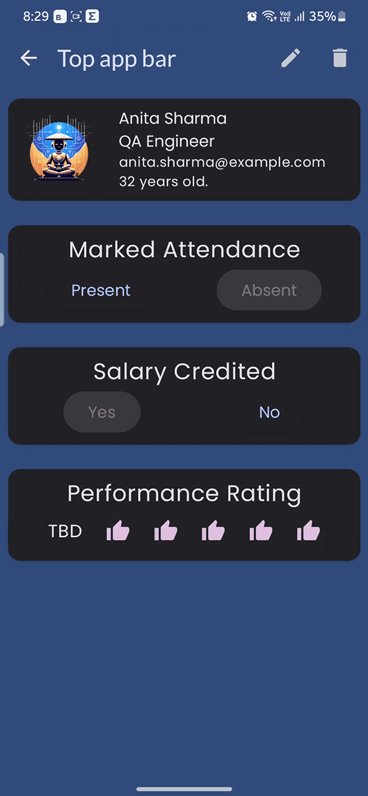 8:29 B Σ Vo) LTE 35%
Top app bar
Anita Sharma
QA Engineer
anita.sharma@example.com
32 years old.
Marked Attendance
Present Absent
Salary Credited
Yes No
Performance Rating
TBD